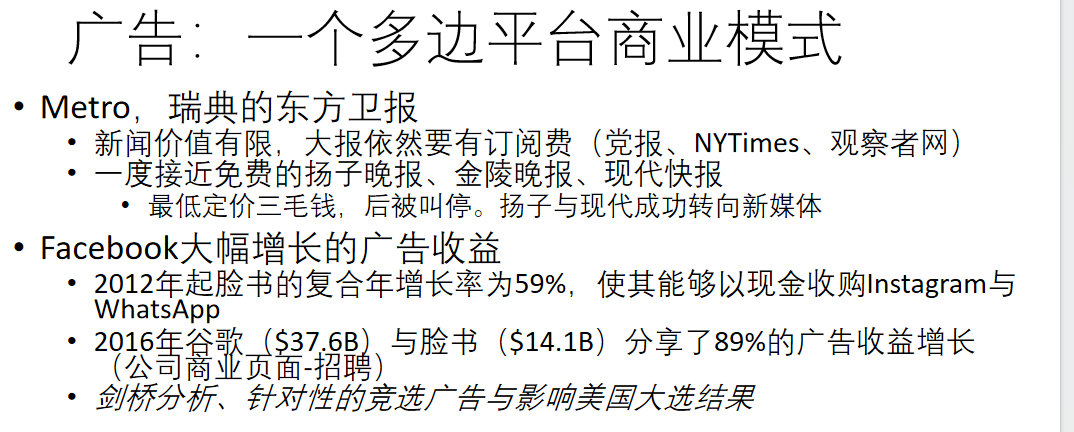 广告：一个多边平台商业模式
• Metro，瑞典的东方卫报
• 新闻价值有限，大报依然要有订阅费（党报、NYTimes、观察者网）
• 一度接近免费的扬子晚报、金陵晚报、现代快报
• 最低定价三毛钱，后被叫停。扬子与现代成功转向新媒体
• Facebook大幅增长的广告收益
• 2012年起脸书的复合年增长率为59%，使其能够以现金收购Instagram与
WhatsApp
• 2016年谷歌（$37.6B）与脸书（$14.1B）分享了89%的广告收益增长
（公司商业页面-招聘）
• 剑桥分析、针对性的竞选广告与影响美国大选结果